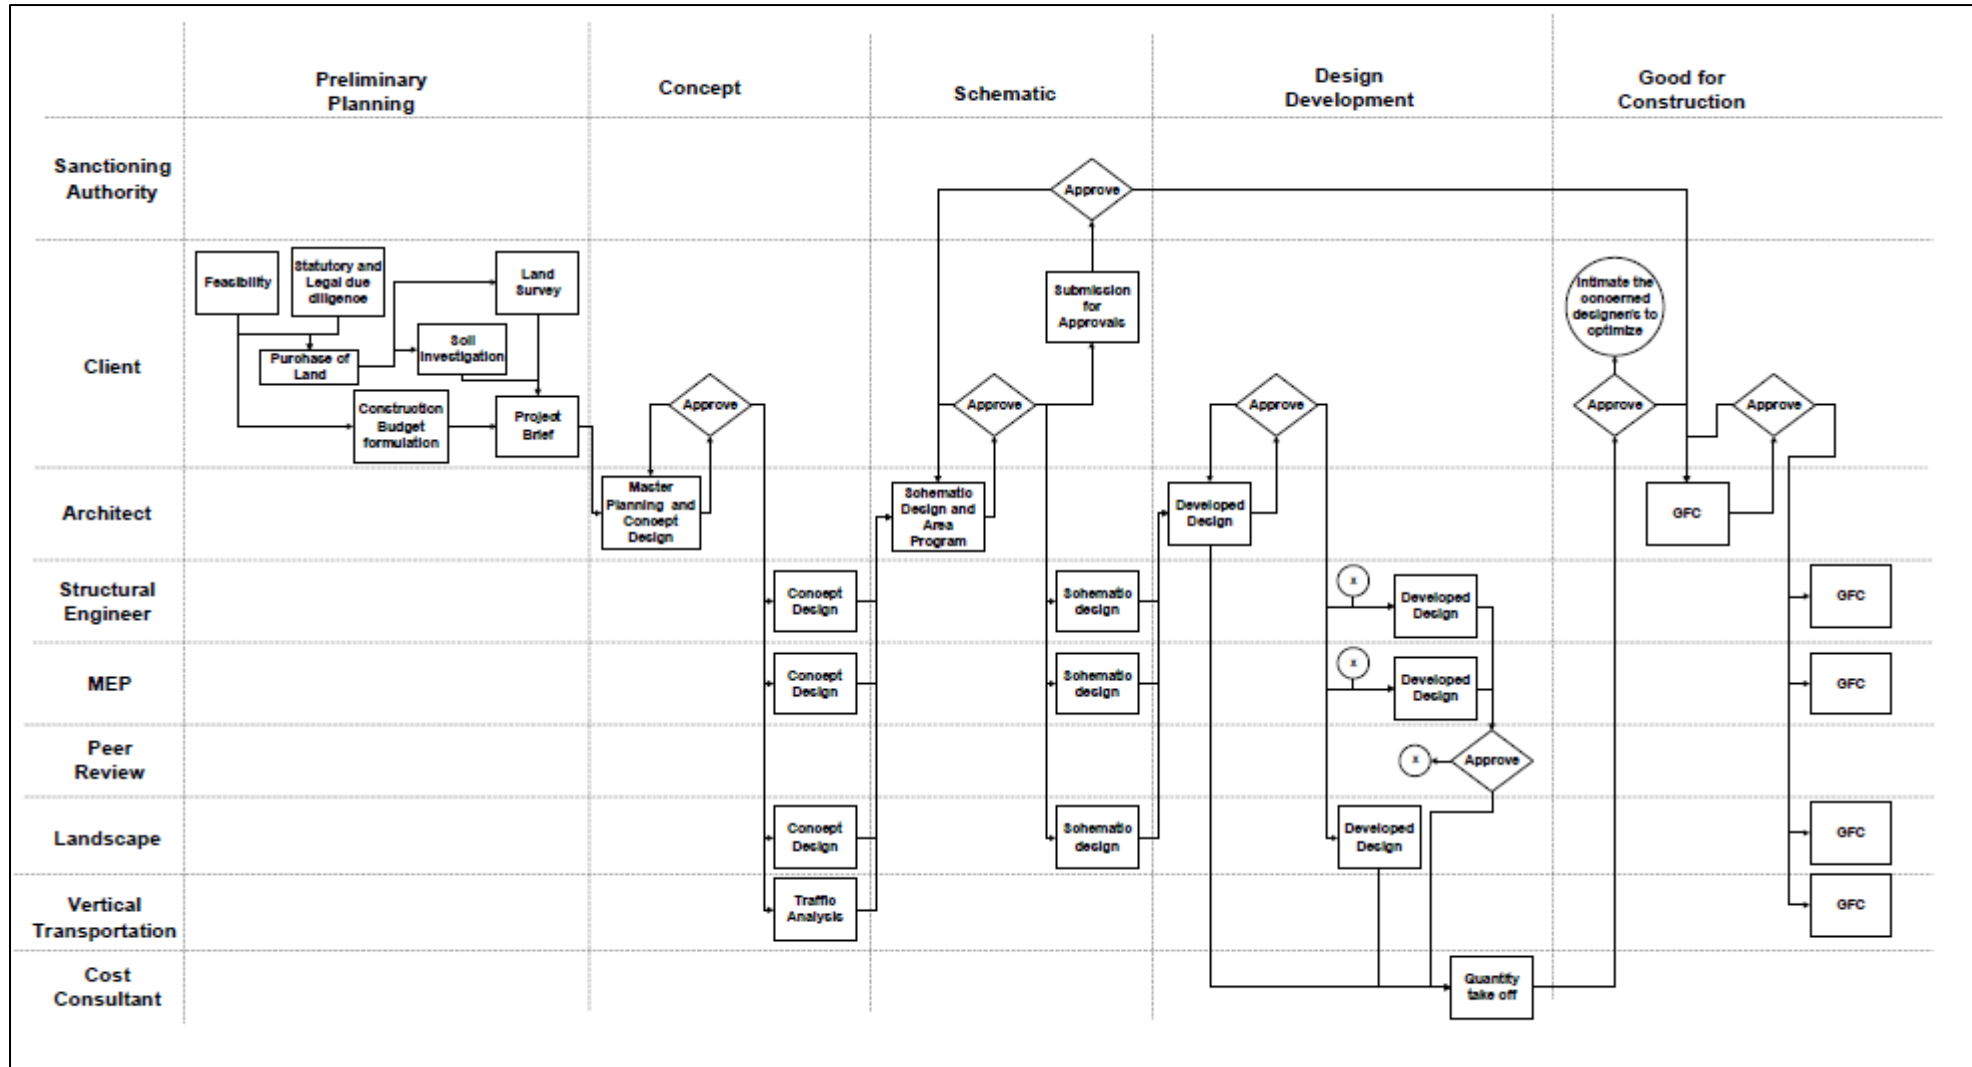 Preliminary
Planning
Concept
Schematic
Design
Development
Good for
Construction
Sanctioning
Authority
Approve
Client
Feasibility
Statutory and
Legal due
diligence
Land
Survey
Purchase of
Land
Soil
Investigation
Construction
Budget
formulation
Project
Brief
Approve
Submission
for
Approvals
Approve
Approve
Intimate the
concerned
designer/s to
optimize
Approve
Approve
Architect
Master
Planning and
Concept
Design
Schematic
Design and
Area
Program
Developed
Design
GFC
Structural
Engineer
Concept
Design
Schematic
design
x
Developed
Design
GFC
MEP
Concept
Design
Schematic
design
x
Developed
Design
GFC
Peer
Review
x
Approve
Landscape
Concept
Design
Schematic
design
Developed
Design
GFC
Vertical
Transportation
Traffic
Analysis
GFC
Cost
Consultant
Quantity
take off